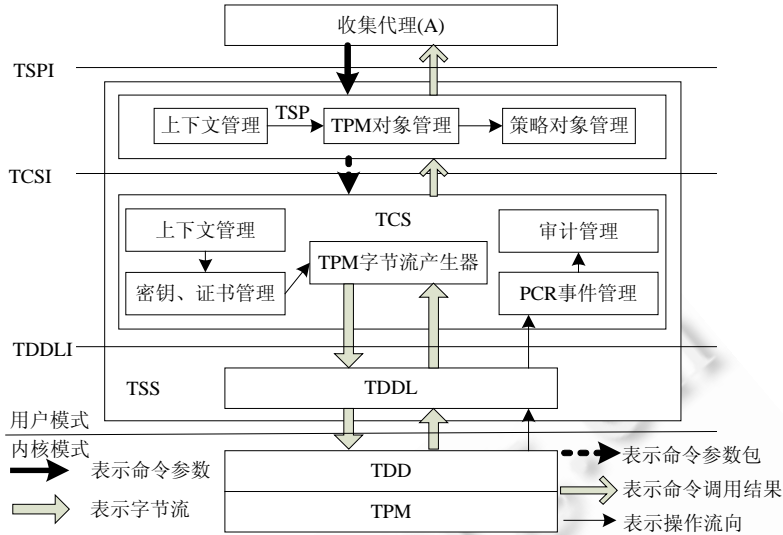 收集代理(A)
TSPI
TSP
上下文管理
TPM对象管理
策略对象管理
TCSI
TCS
上下文管理
审计管理
TPM字节流产生器
密钥、证书管理
PCR事件管理
TDDLI
TSS
TDDL
用户模式
内核模式
表示命令参数
TDD
表示命令参数包
表示命令调用结果
表示字节流
TPM
表示操作流向